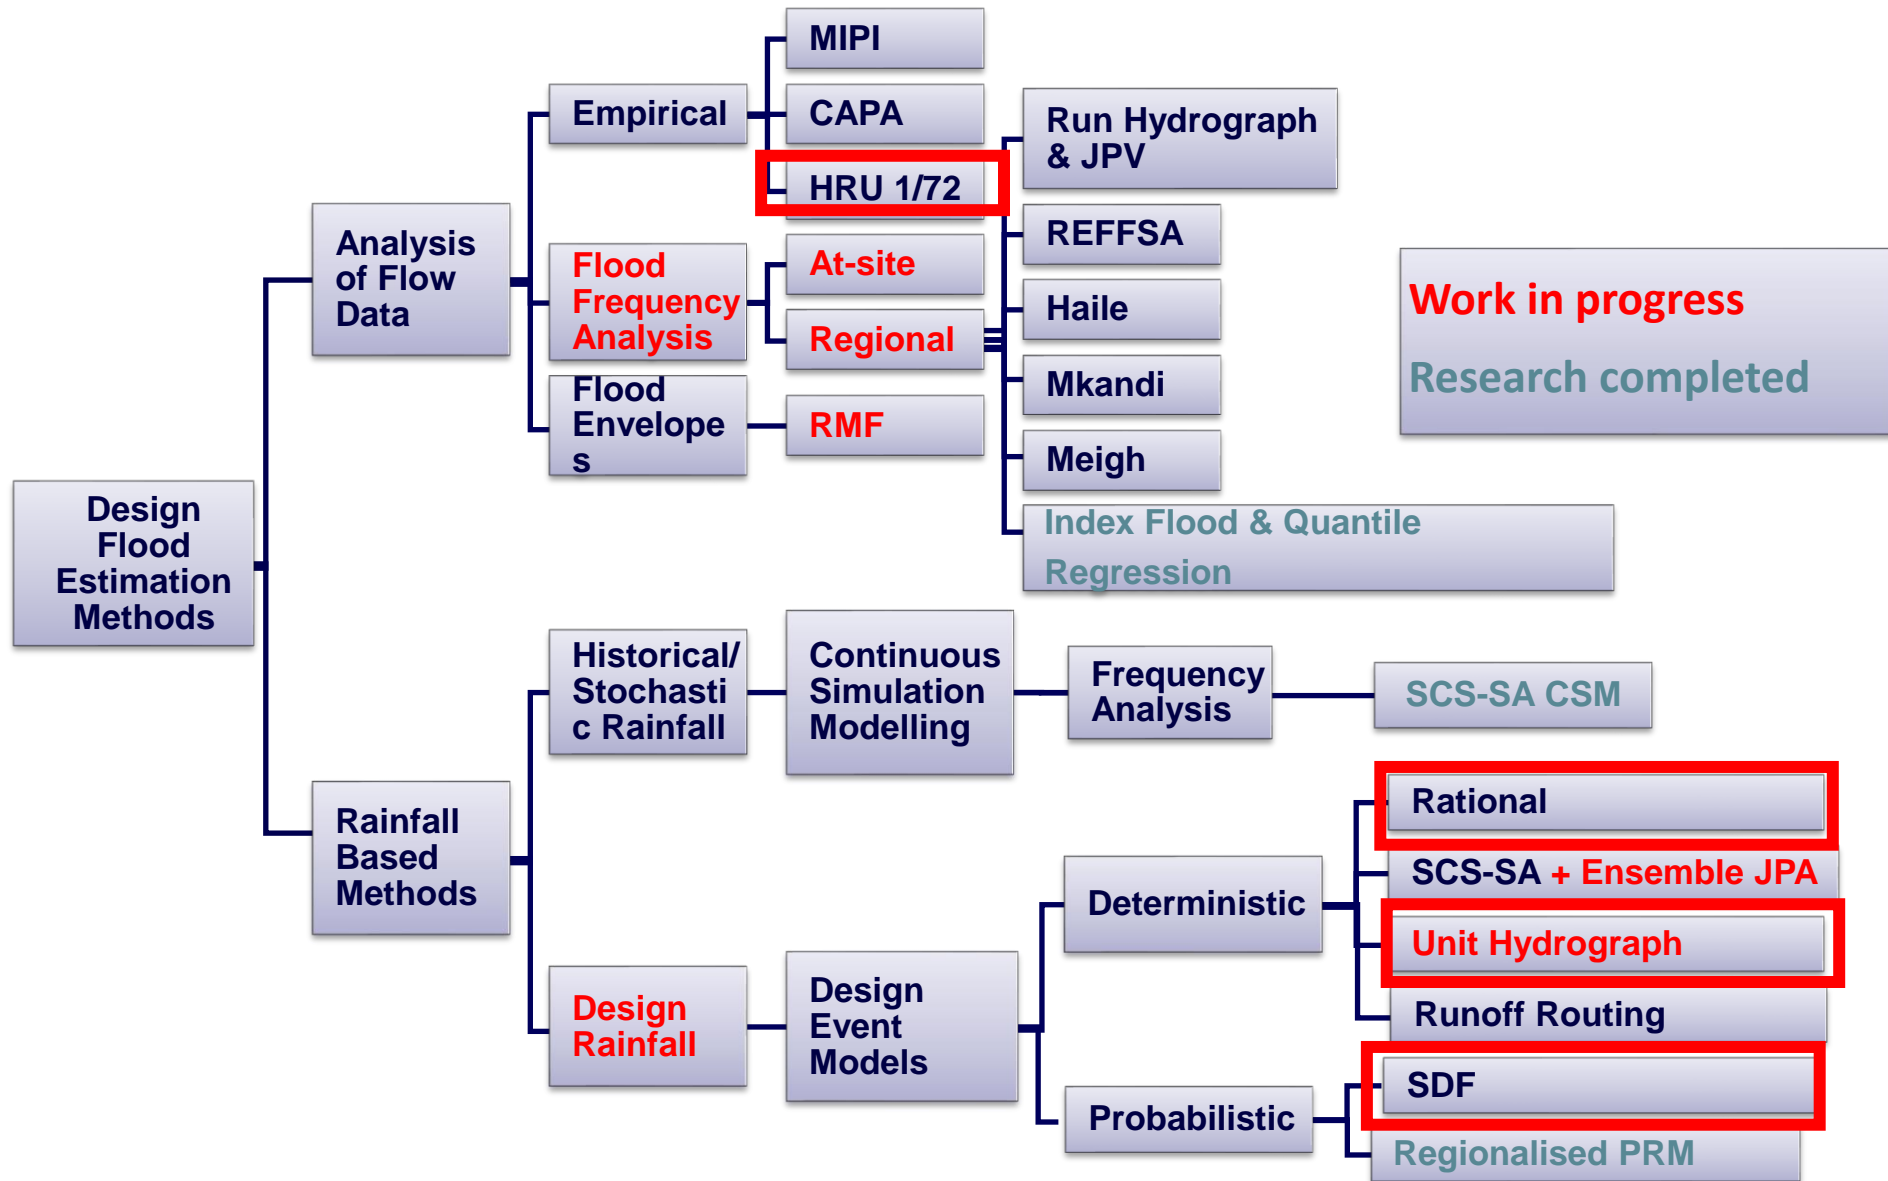 Design
Flood
Estimation
Methods
Analysis
of Flow
Data
Empirical
MIPI
CAPA
HRU 1/72
Flood
Frequency
Analysis
At-site
Regional
Run Hydrograph
& JPV
REFFSA
Haile
Mkandi
Meigh
Index Flood & Quantile
Regression
Flood
Envelope
s
RMF
Work in progress
Research completed
Rainfall
Based
Methods
Historical/
Stochasti
c Rainfall
Continuous
Simulation
Modelling
Frequency
Analysis
SCS-SA CSM
Design
Rainfall
Design
Event
Models
Deterministic
Rational
SCS-SA + Ensemble JPA
Unit Hydrograph
Runoff Routing
Probabilistic
SDF
Regionalised PRM